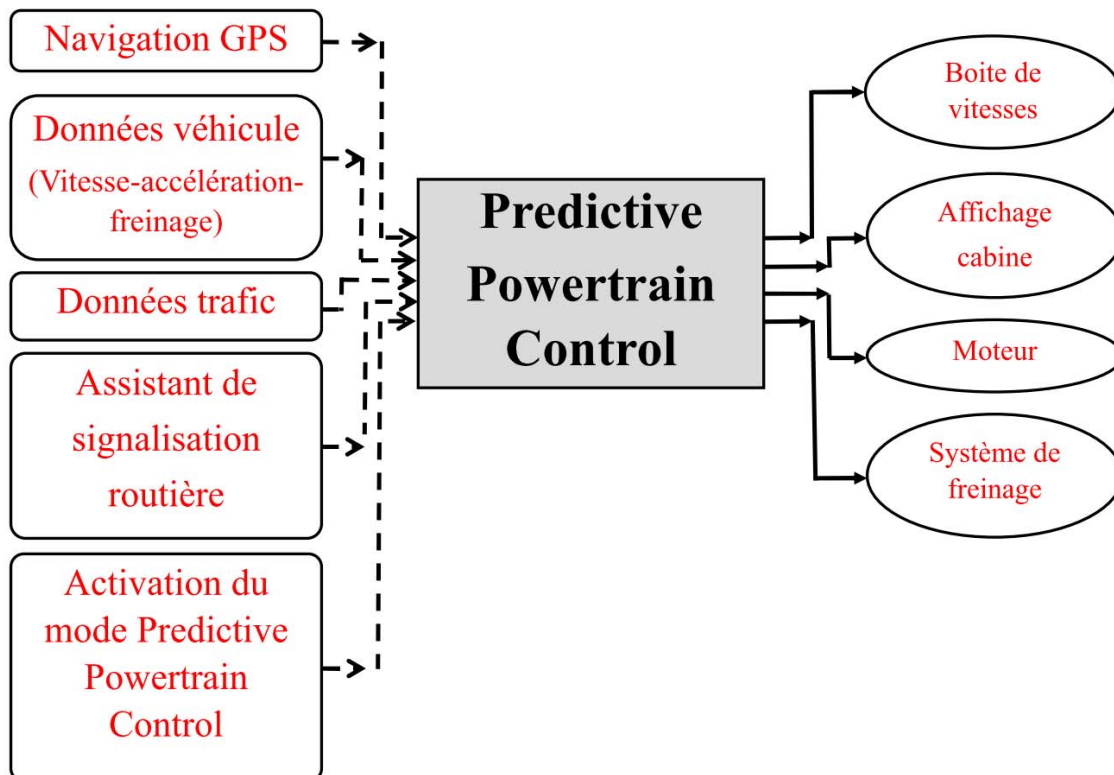 Navigation GPS
Données véhicule
(Vitesse-accélération-
freinage)
Données trafic
Assistant de
signalisation
routière
Activation du
mode Predictive
Powertrain
Control
Predictive
Powertrain
Control
Boite de
vitesses
Affichage
cabine
Moteur
Système de
freinage